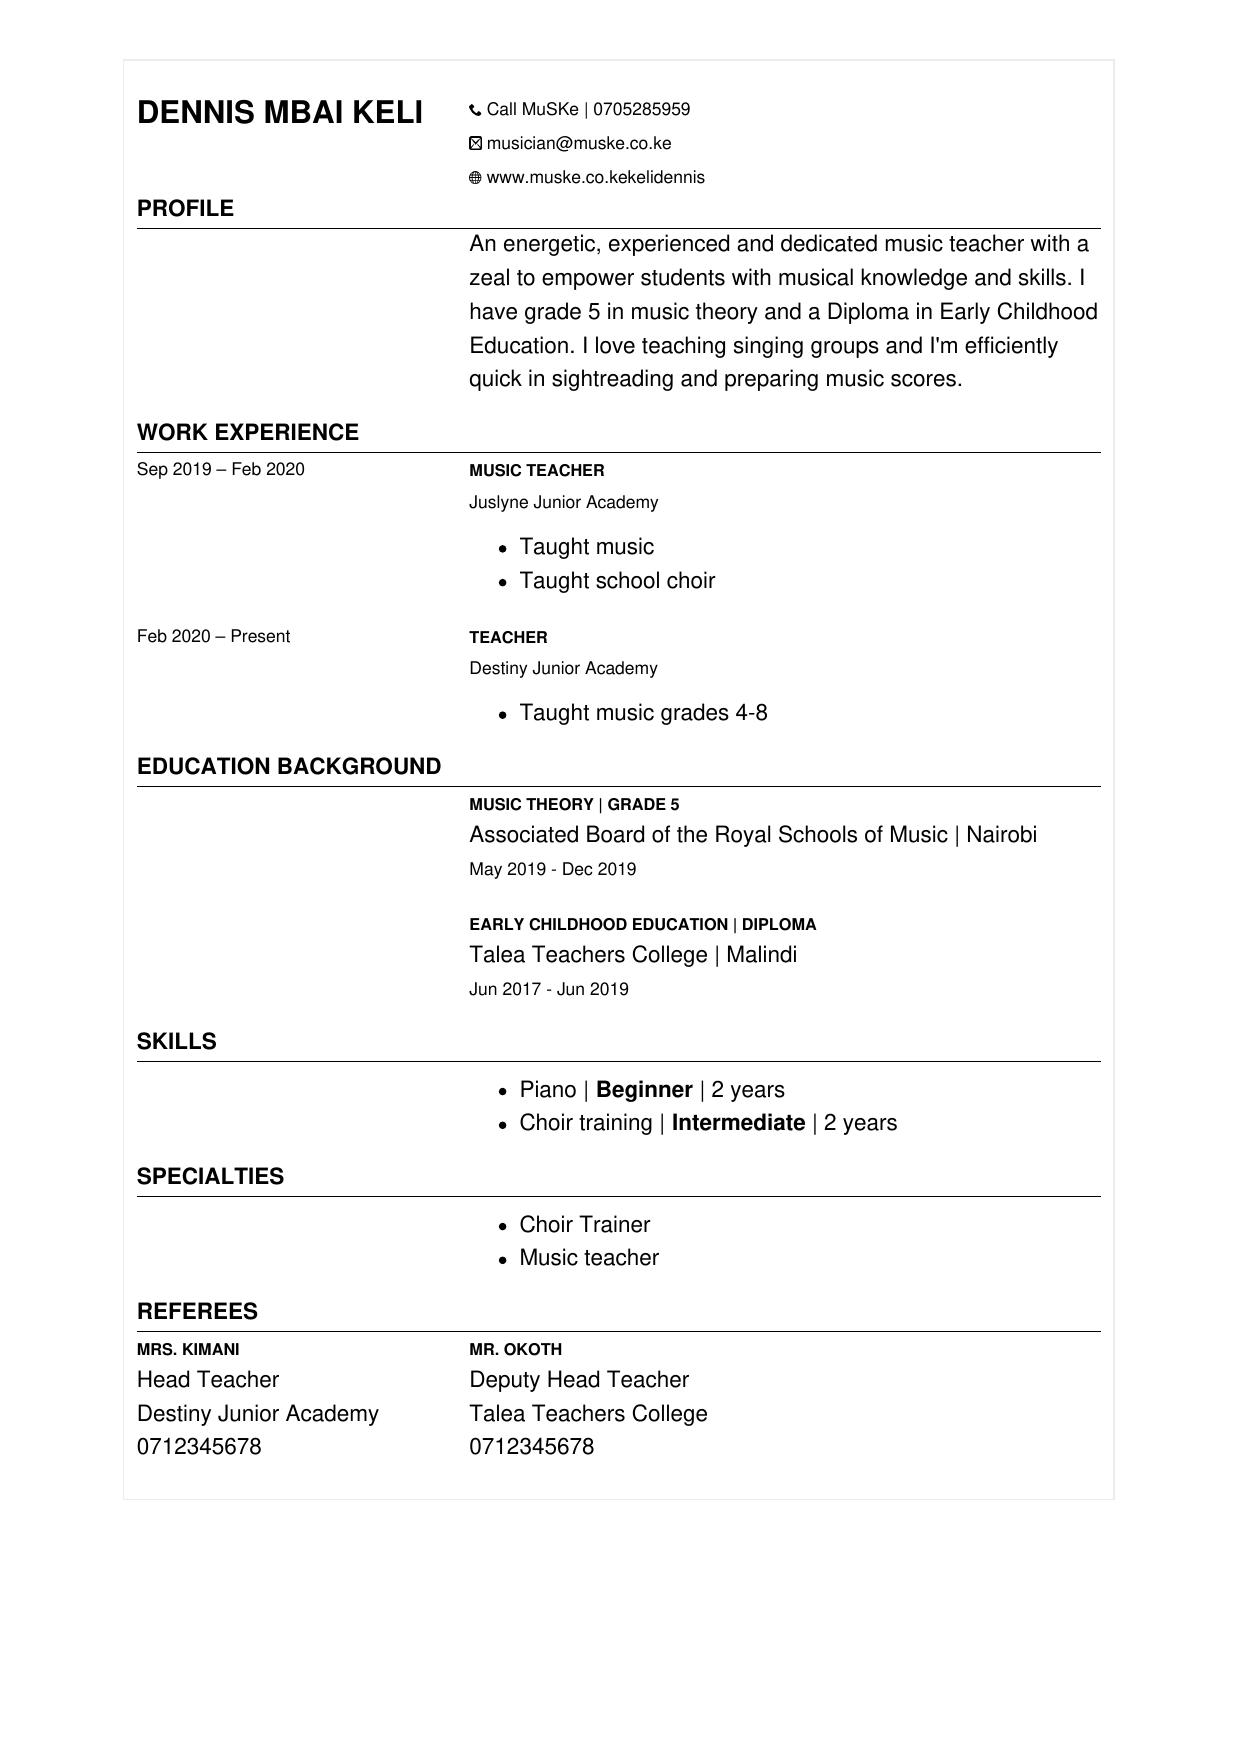 DENNIS MBAI KELI
Call MuSKe | 0705285959
musician@muske.co.ke
www.muske.co.kekelidennis
PROFILE
An energetic, experienced and dedicated music teacher with a
zeal to empower students with musical knowledge and skills. I
have grade 5 in music theory and a Diploma in Early Childhood
Education. I love teaching singing groups and I'm efficiently
quick in sightreading and preparing music scores.
WORK EXPERIENCE
Sep 2019 – Feb 2020
MUSIC TEACHER
Juslyne Junior Academy
• Taught music
• Taught school choir
Feb 2020 – Present
TEACHER
Destiny Junior Academy
• Taught music grades 4-8
EDUCATION BACKGROUND
MUSIC THEORY | GRADE 5
Associated Board of the Royal Schools of Music | Nairobi
May 2019 - Dec 2019
EARLY CHILDHOOD EDUCATION | DIPLOMA
Talea Teachers College | Malindi
Jun 2017 - Jun 2019
SKILLS
• Piano | Beginner | 2 years
• Choir training | Intermediate | 2 years
SPECIALTIES
• Choir Trainer
• Music teacher
REFEREES
MRS. KIMANI
Head Teacher
Destiny Junior Academy
0712345678
MR. OKOTH
Deputy Head Teacher
Talea Teachers College
0712345678